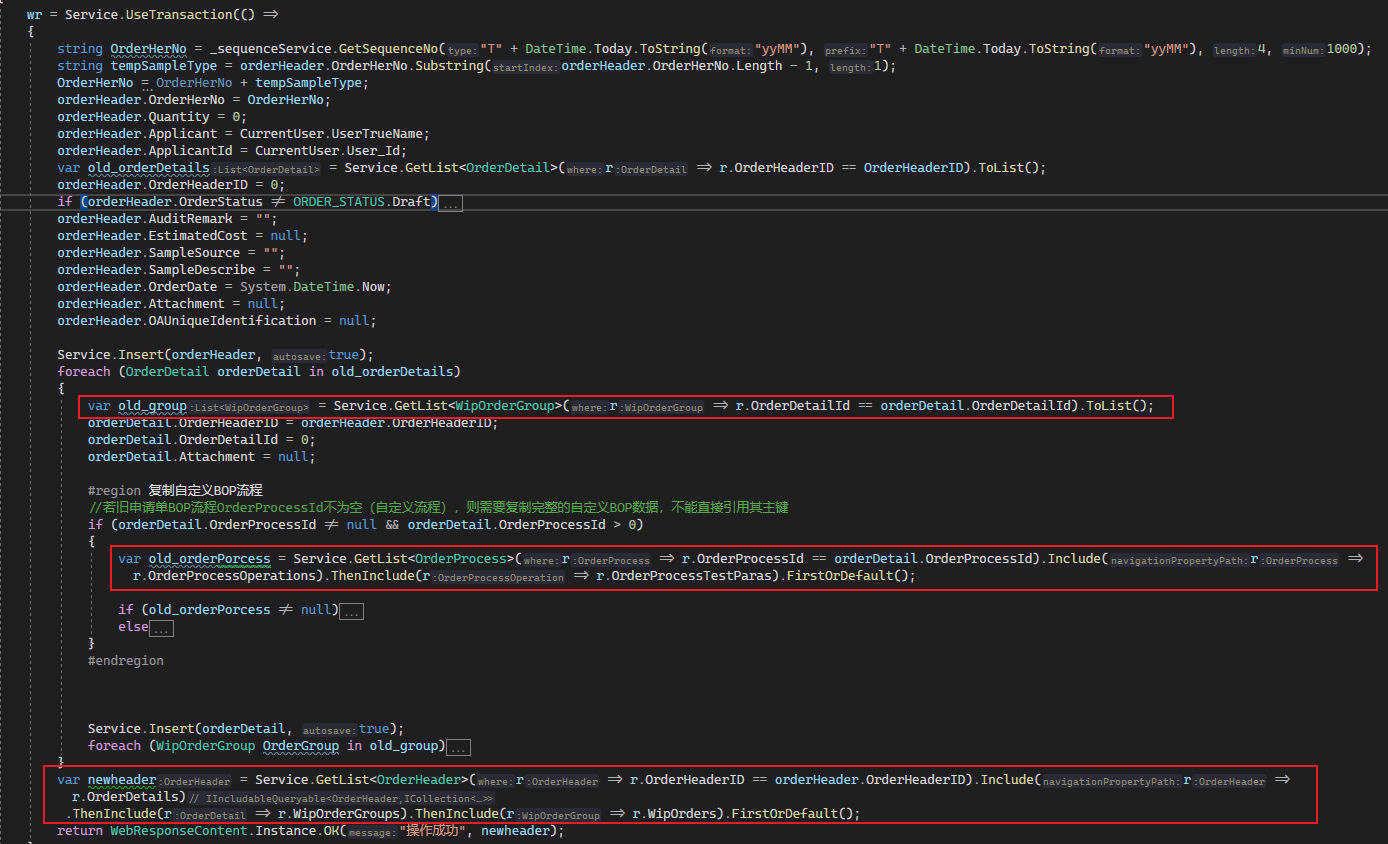 wr = Service.UseTransaction(() ⇒
{
string OrderHerNo = _sequenceService.GetSequenceNo(type:"T" + DateTime.Today.ToString(format:"yyMM"), prefix:"T" + DateTime.Today.ToString(format:"yyMM"), length:4, minNum:1000);
string tempSampleType = orderHeader.OrderHerNo.Substring(startIndex:orderHeader.OrderHerNo.Length - 1, length:1);
OrderHerNo = OrderHerNo + tempSampleType;
orderHeader.OrderHerNo = OrderHerNo;
orderHeader.Quantity = 0;
orderHeader.Applicant = CurrentUser.UserTrueName;
orderHeader.ApplicantId = CurrentUser.User_Id;
var old_orderDetails:List<OrderDetail> = Service.GetList<OrderDetail>(where:r:OrderDetail ⇒ r.OrderHeaderID == OrderHeaderID).ToList();
orderHeader.OrderHeaderID = 0;
if (orderHeader.OrderStatus ≠ ORDER_STATUS.Draft)...
orderHeader.AuditRemark = "";
orderHeader.EstimatedCost = null;
orderHeader.SampleSource = "";
orderHeader.SampleDescribe = "";
orderHeader.OrderDate = System.DateTime.Now;
orderHeader.Attachment = null;
orderHeader.OAUniqueIdentification = null;
Service.Insert(orderHeader, autosave:true);
foreach (OrderDetail orderDetail in old_orderDetails)
{
var old_group:List<WipOrderGroup> = Service.GetList<WipOrderGroup>(where:r:WipOrderGroup ⇒ r.OrderDetailId == orderDetail.OrderDetailId).ToList();
orderDetail.OrderHeaderID = orderHeader.OrderHeaderID;
orderDetail.OrderDetailId = 0;
orderDetail.Attachment = null;
#region 复制自定义BOP流程
//若旧申请单BOP流程OrderProcessId不为空（自定义流程），则需要复制完整的自定义BOP数据，不能直接引用其主键
if (orderDetail.OrderProcessId ≠ null && orderDetail.OrderProcessId > 0)
{
var old_orderPorcess = Service.GetList<OrderProcess>(where:r:OrderProcess ⇒ r.OrderProcessId == orderDetail.OrderProcessId).Include(navigationPropertyPath:r:OrderProcess ⇒
r.OrderProcessOperations).ThenInclude(r:OrderProcessOperation ⇒ r.OrderProcessTestParas).FirstOrDefault();
if (old_orderPorcess ≠ null)...
else...
}
#endregion
Service.Insert(orderDetail, autosave:true);
foreach (WipOrderGroup OrderGroup in old_group)...
}
var newheader:OrderHeader = Service.GetList<OrderHeader>(where:r:OrderHeader ⇒ r.OrderHeaderID == orderHeader.OrderHeaderID).Include(navigationPropertyPath:r:OrderHeader ⇒
r.OrderDetails)// IIncludableQueryable<OrderHeader,ICollection<…>>
.ThenInclude(r:OrderDetail ⇒ r.WipOrderGroups).ThenInclude(r:WipOrderGroup ⇒ r.WipOrders).FirstOrDefault();
return WebResponseContent.Instance.OK(message:"操作成功", newheader);